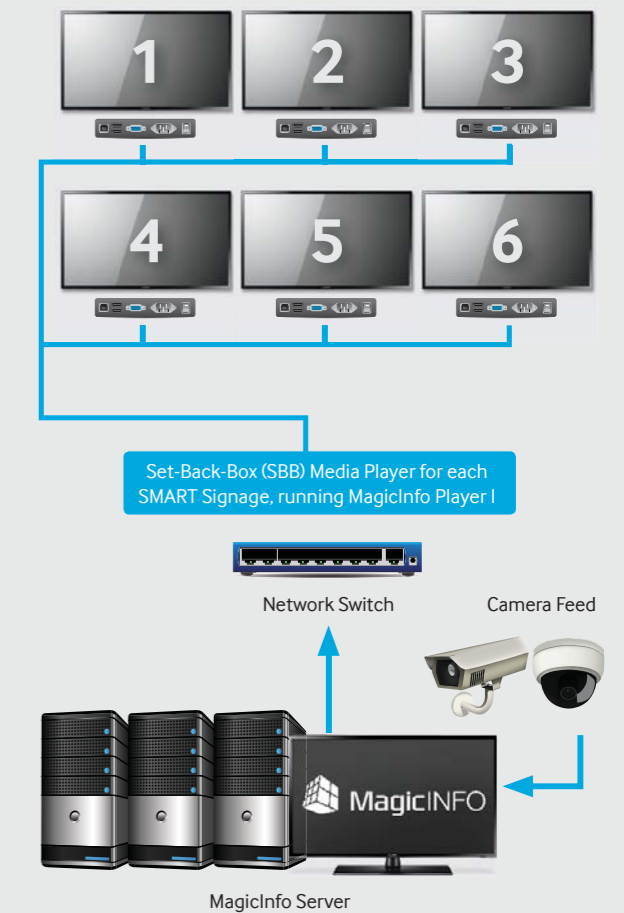 1
2
3
4
5
6
Set-Back-Box (SBB) Media Player for each
SMART Signage, running MagicInfo Player I
Network Switch
Camera Feed
MagicINFO
MagicInfo Server